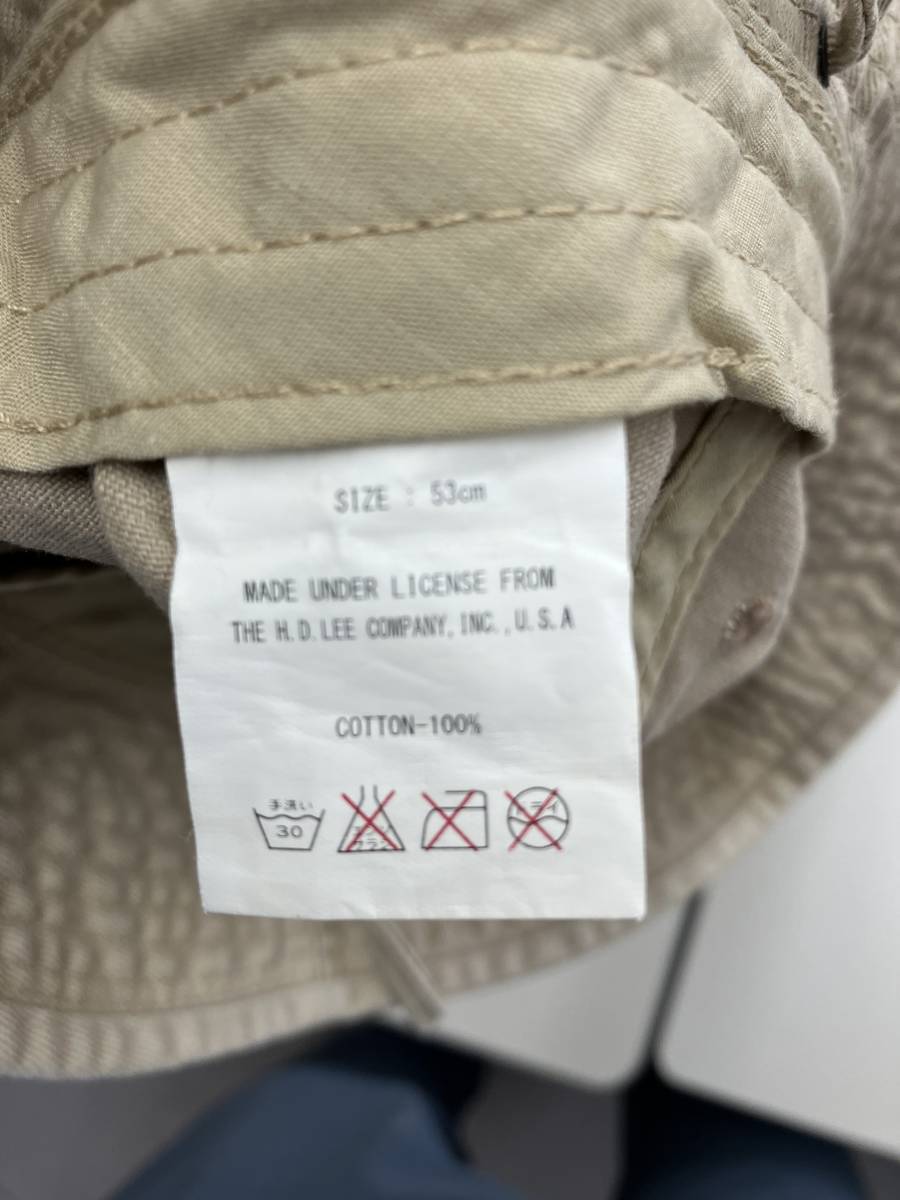 SIZE : 53cm
MADE UNDER LICENSE FROM
THE H.D.LEE COMPANY, INC., U.S.A
COTTON-100%
手洗い
30